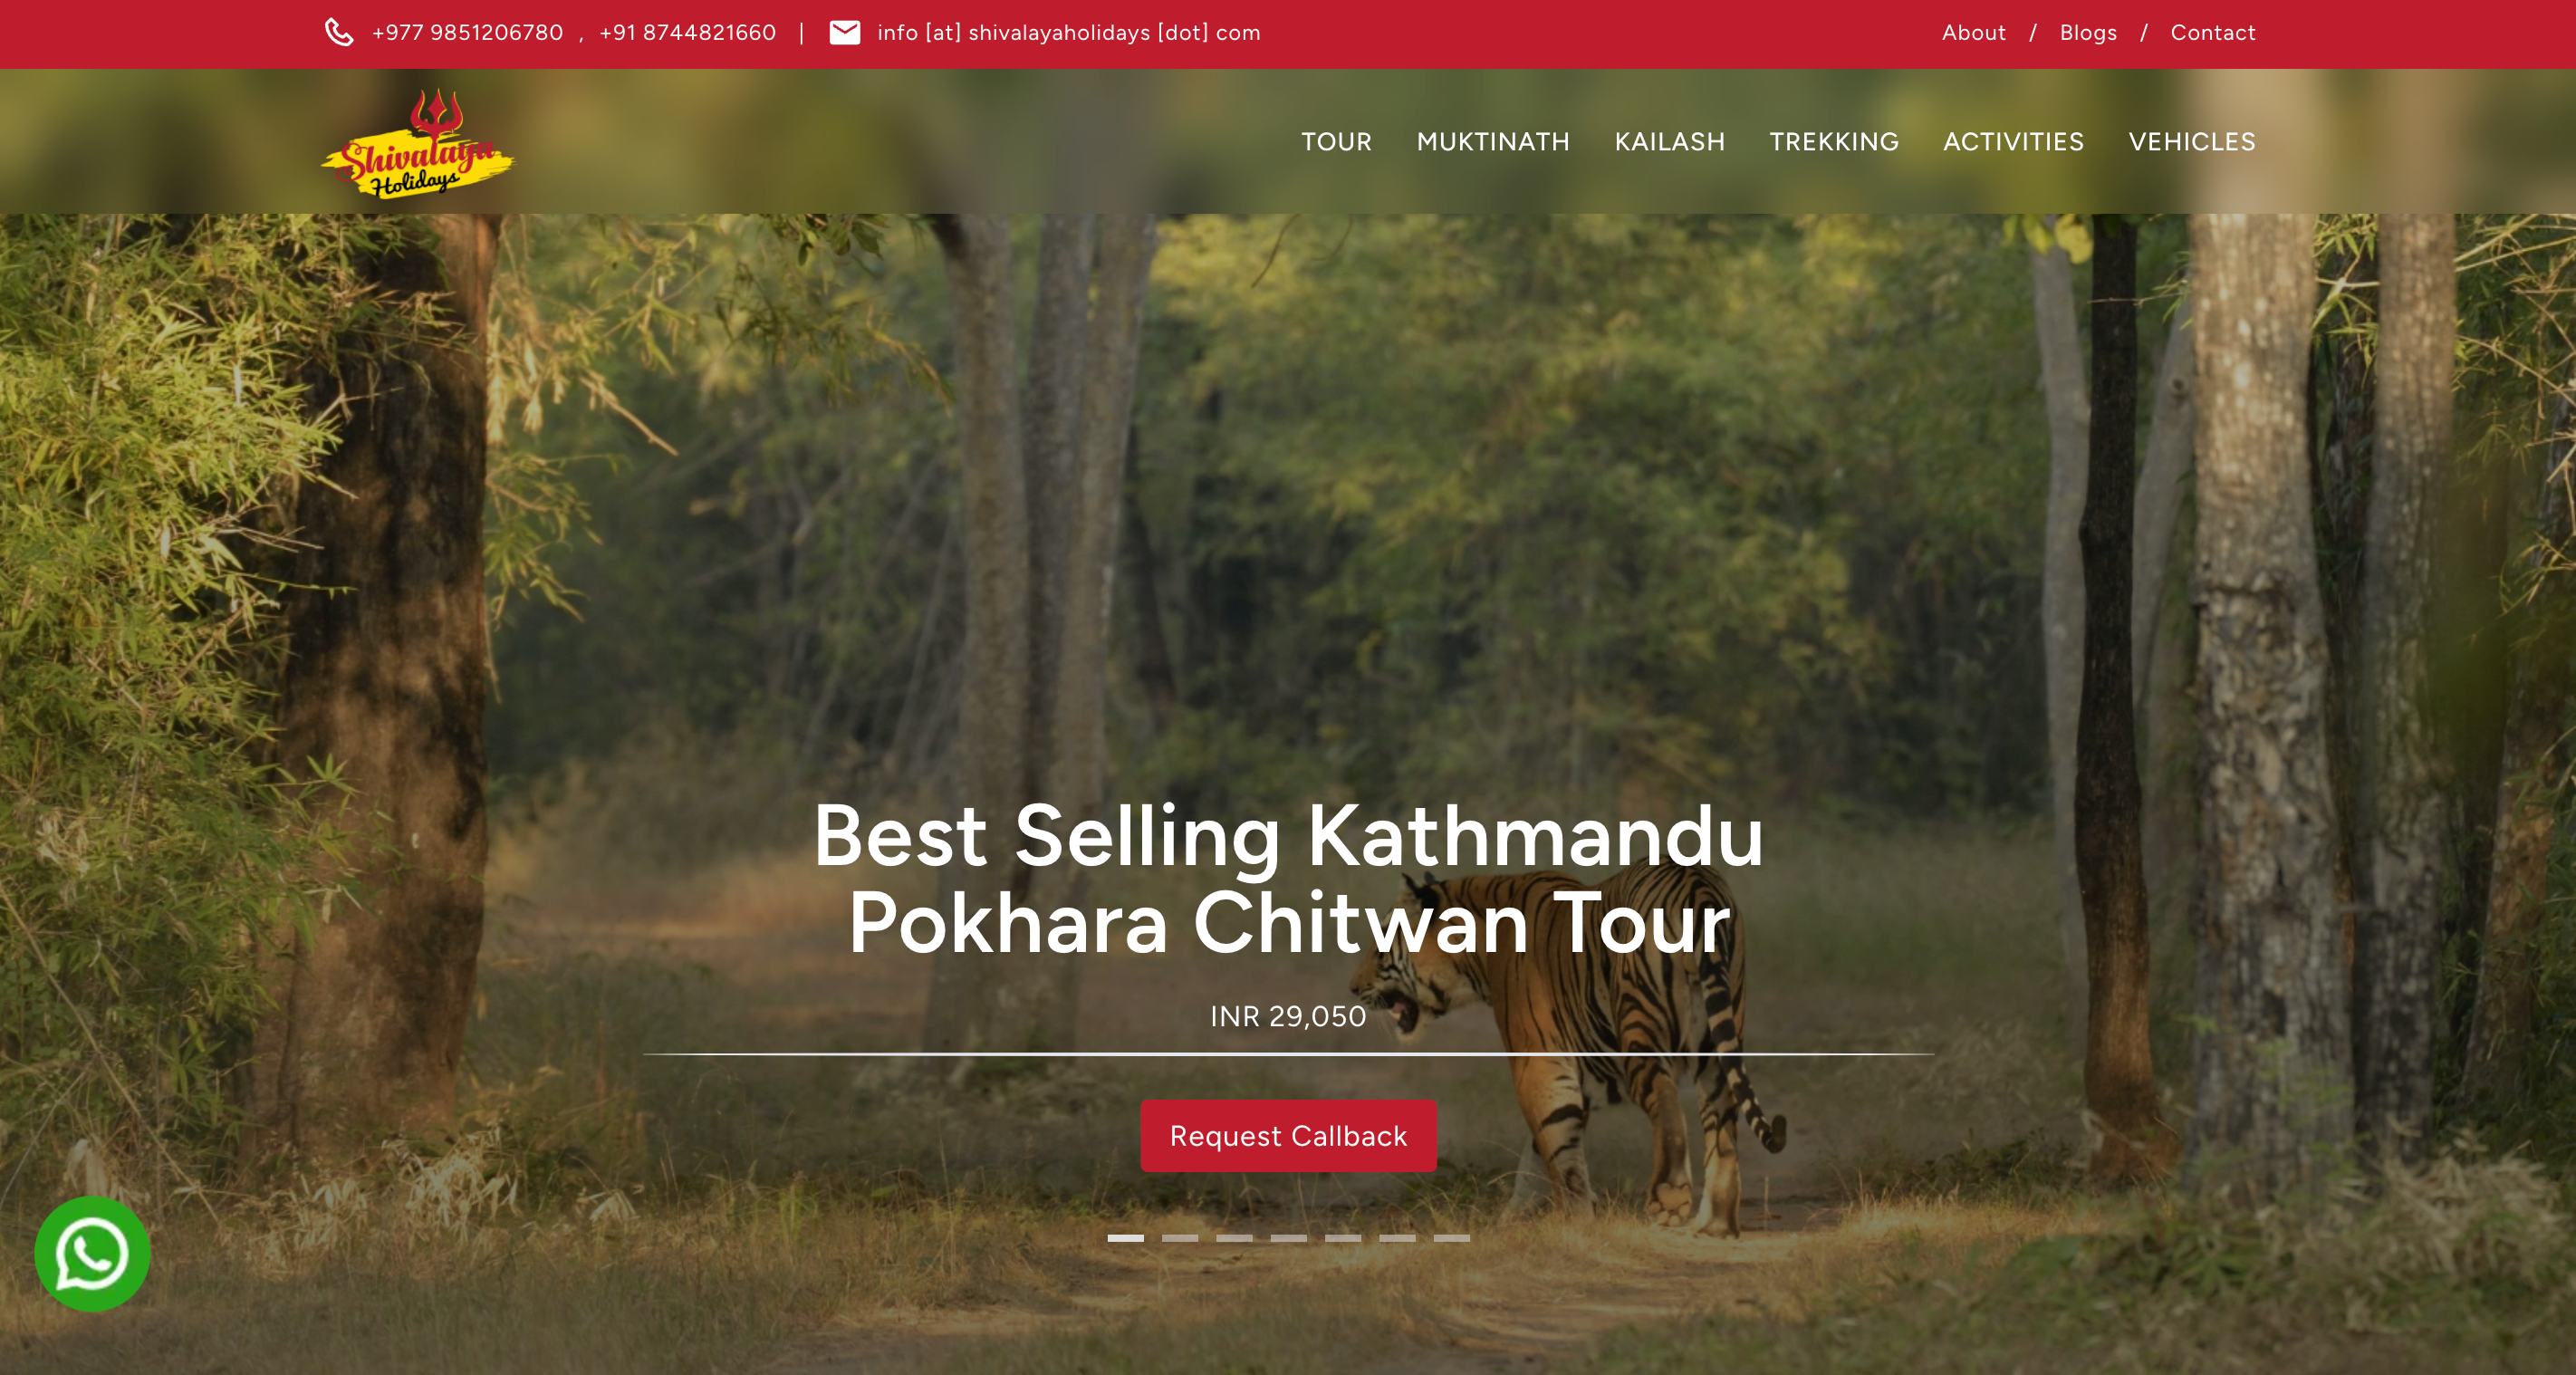 +977 9851206780 , +91 8744821660 | info [at] shivalayaholidays [dot] com
About / Blogs / Contact
Shivalaya
Holidays
TOUR MUKTINATH KAILASH TREKKING ACTIVITIES VEHICLES
Best Selling Kathmandu
Pokhara Chitwan Tour
INR 29,050
Request Callback